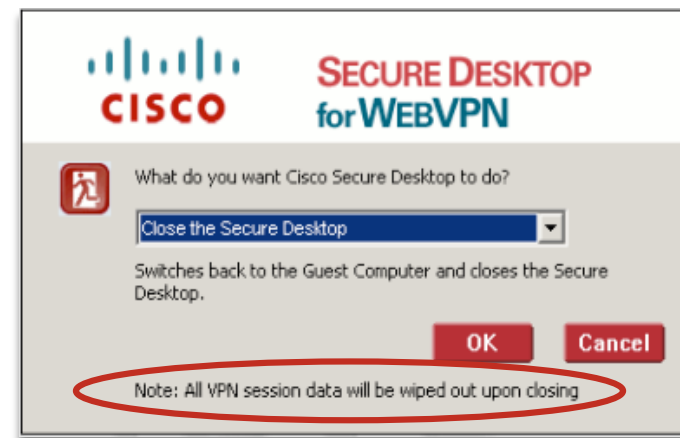 CISCO
SECURE DESKTOP
for WEBVPN
What do you want Cisco Secure Desktop to do?
Close the Secure Desktop
Switches back to the Guest Computer and closes the Secure
Desktop.
OK
Cancel
Note: All VPN session data will be wiped out upon closing